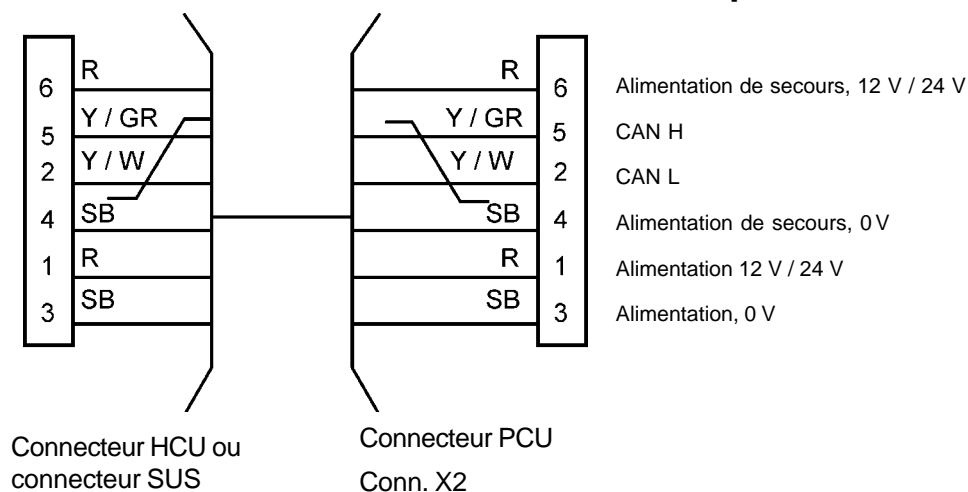 6 R R 6 Alimentation de secours, 12 V / 24 V
5 Y / GR Y / GR 5 CAN H
2 Y / W Y / W 2 CAN L
4 SB SB 4 Alimentation de secours, 0 V
1 R R 1 Alimentation 12 V / 24 V
3 SB SB 3 Alimentation, 0 V
Connecteur HCU ou
connecteur SUS
Connecteur PCU
Conn. X2